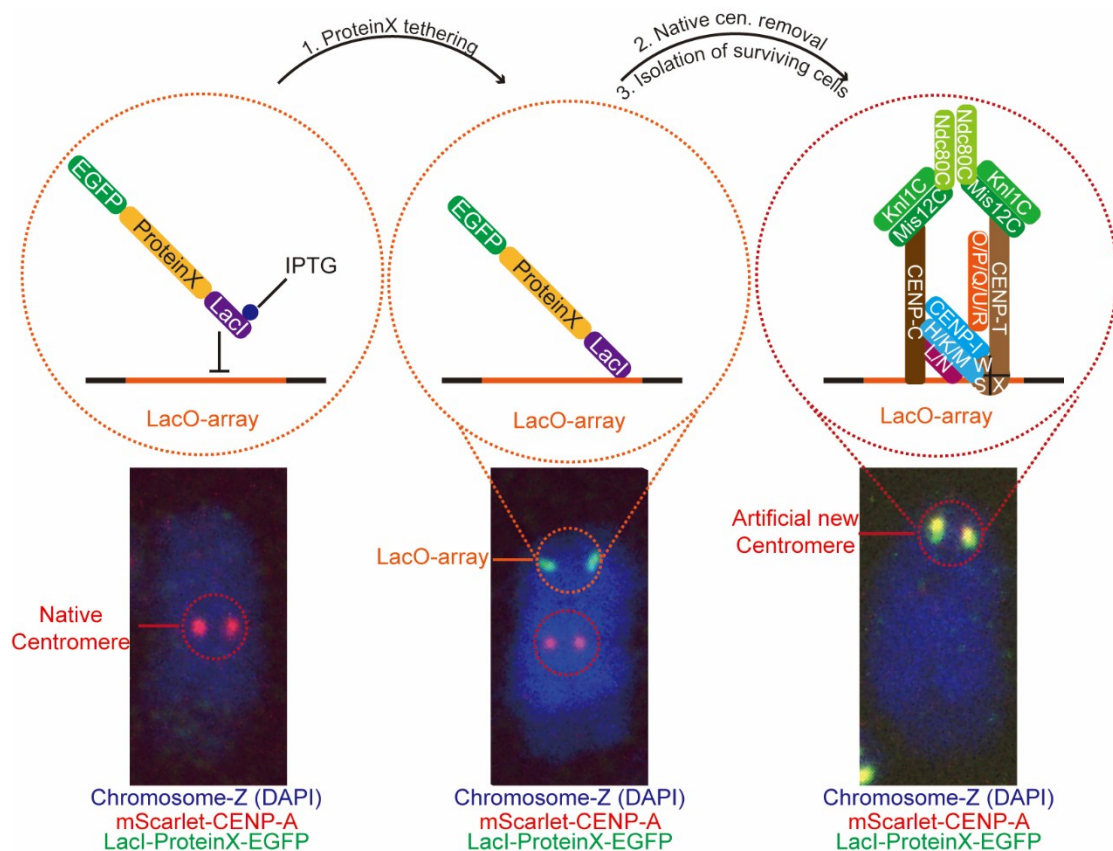 1. ProteinX tethering
2. Native cen. removal
3. Isolation of surviving cells
EGFP
ProteinX
LacI
IPTG
LacO-array
EGFP
ProteinX
LacI
LacO-array
Ndc80C
Ndc80C
Knl1C
Mis12C
Knl1C
Mis12C
CENP-C
O/P/Q/U/R
CENP-T
CENP-I
H/K/M
L/N
W
S
X
LacO-array
Native
Centromere
LacO-array
Artificial new
Centromere
Chromosome-Z (DAPI)
mScarlet-CENP-A
LacI-ProteinX-EGFP
Chromosome-Z (DAPI)
mScarlet-CENP-A
LacI-ProteinX-EGFP
Chromosome-Z (DAPI)
mScarlet-CENP-A
LacI-ProteinX-EGFP